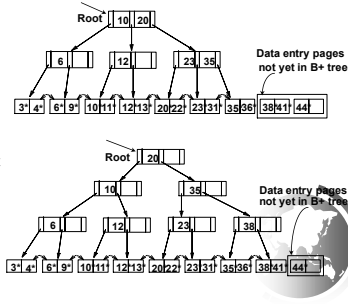 Root 10 20
6 12 23 35
Data entry pages
not yet in B+ tree
3* 4* 6* 9* 10* 11* 12* 13* 20* 22* 23* 31* 35* 36* 38* 41* 44*
Root 20
10 35
6 12 23 38
Data entry pages
not yet in B+ tree
3* 4* 6* 9* 10* 11* 12* 13* 20* 22* 23* 31* 35* 36* 38* 41* 44*